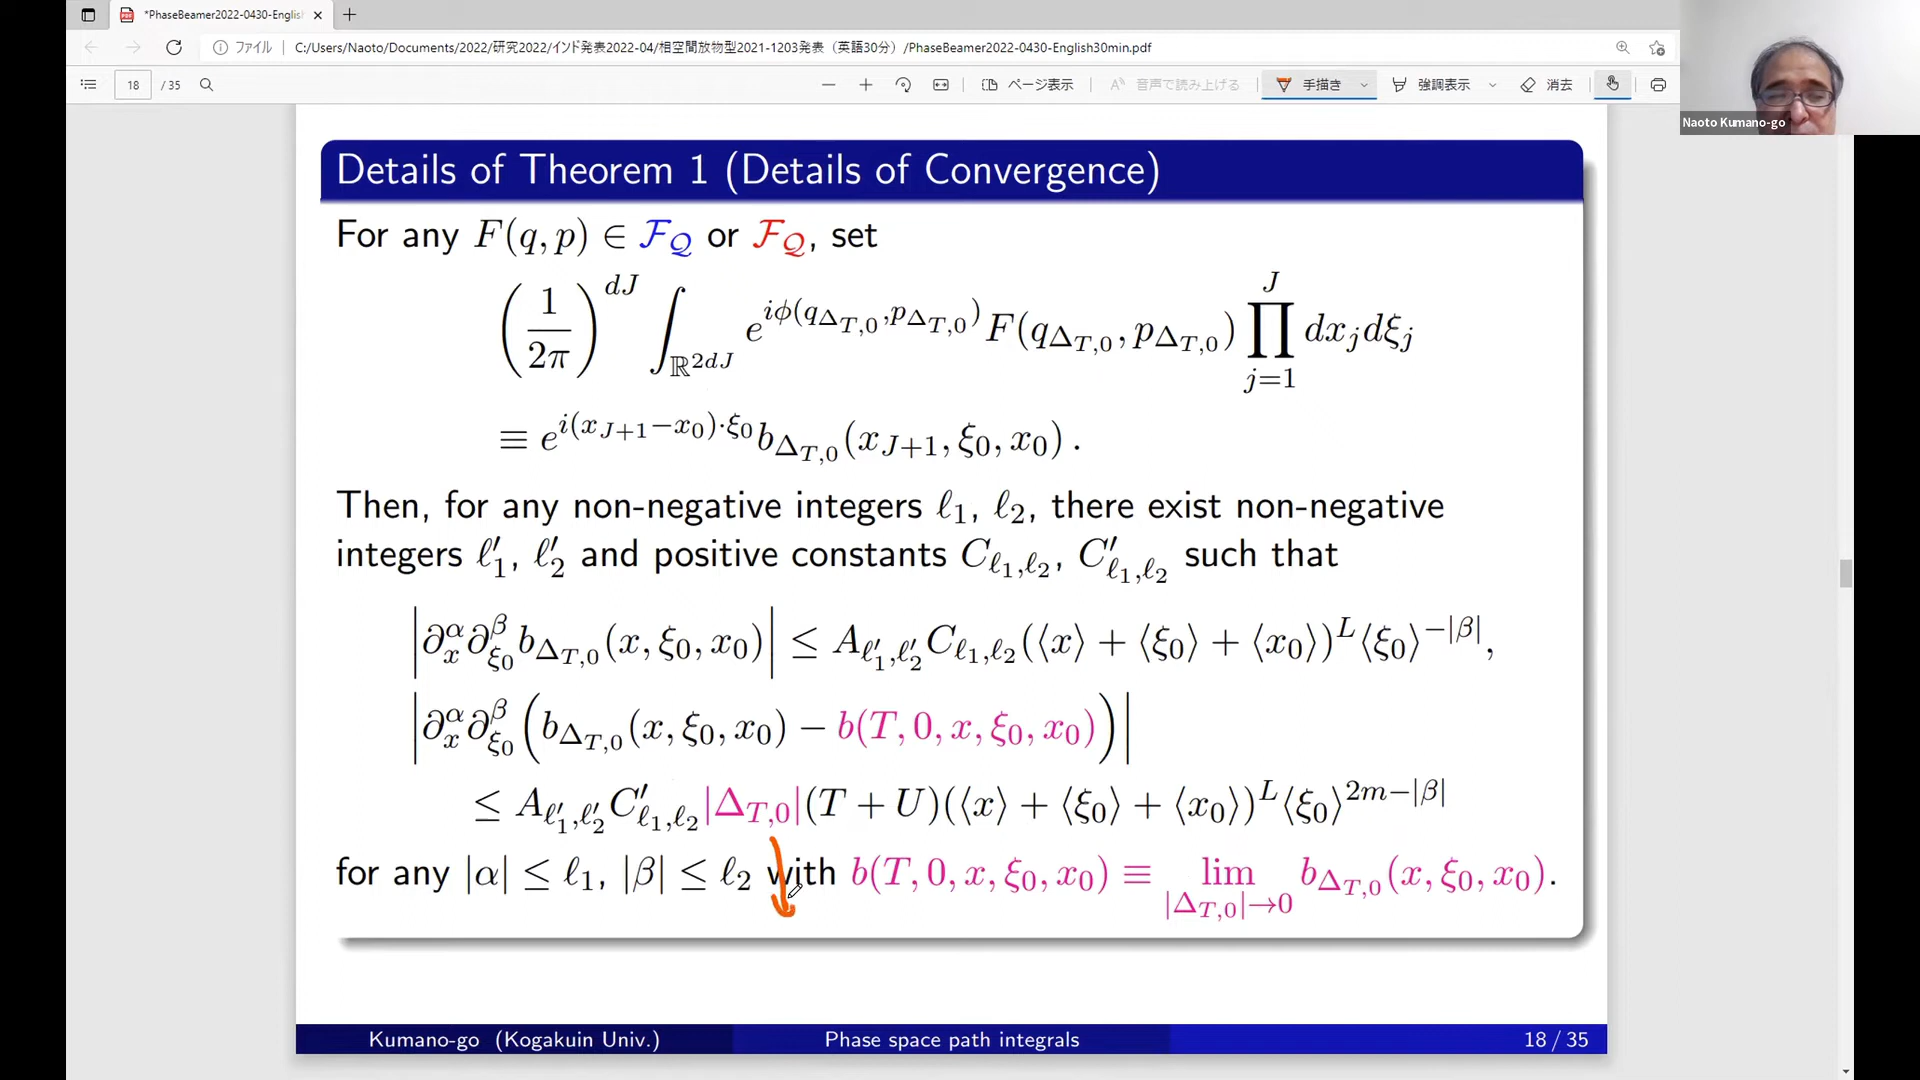 *PhaseBeamer2022-0430-English
ファイル C:/Users/Naoto/Documents/2022/研究2022/インド発表2022-04/相空間放物型2021-1203発表（英語30分）/PhaseBeamer2022-0430-English30min.pdf
18 / 35 ページ表示 音声で読み上げる 手描き 強調表示 消去
Naoto Kumano-go
Details of Theorem 1 (Details of Convergence)
For any F(q, p) ∈ 𝓕_𝒬 or 𝓕_𝒬, set
(1/2π)^{dJ} ∫_{ℝ^{2dJ}} e^{iϕ(q_{Δ_{T,0}}, p_{Δ_{T,0}})} F(q_{Δ_{T,0}}, p_{Δ_{T,0}}) ∏_{j=1}^{J} dx_j dξ_j
≡ e^{i(x_{J+1}−x_0)·ξ_0} b_{Δ_{T,0}}(x_{J+1}, ξ_0, x_0) .
Then, for any non-negative integers ℓ_1, ℓ_2, there exist non-negative
integers ℓ′_1, ℓ′_2 and positive constants C_{ℓ_1,ℓ_2}, C′_{ℓ_1,ℓ_2} such that
|∂_x^α ∂_{ξ_0}^β b_{Δ_{T,0}}(x, ξ_0, x_0)| ≤ A_{ℓ′_1,ℓ′_2} C_{ℓ_1,ℓ_2}(⟨x⟩ + ⟨ξ_0⟩ + ⟨x_0⟩)^L ⟨ξ_0⟩^{−|β|},
|∂_x^α ∂_{ξ_0}^β (b_{Δ_{T,0}}(x, ξ_0, x_0) − b(T, 0, x, ξ_0, x_0))|
≤ A_{ℓ′_1,ℓ′_2} C′_{ℓ_1,ℓ_2} |Δ_{T,0}|(T + U)(⟨x⟩ + ⟨ξ_0⟩ + ⟨x_0⟩)^L ⟨ξ_0⟩^{2m−|β|}
for any |α| ≤ ℓ_1, |β| ≤ ℓ_2 with b(T, 0, x, ξ_0, x_0) ≡ lim_{|Δ_{T,0}|→0} b_{Δ_{T,0}}(x, ξ_0, x_0).
Kumano-go (Kogakuin Univ.) Phase space path integrals 18 / 35